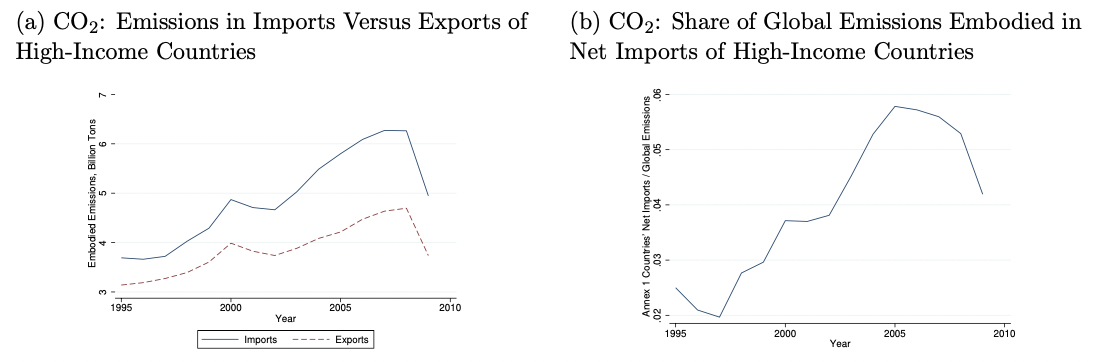 (a) CO₂: Emissions in Imports Versus Exports of
High-Income Countries
Embodied Emissions, Billion Tons
7
6
5
4
3
1995 2000 2005 2010
Year
Imports Exports
(b) CO₂: Share of Global Emissions Embodied in
Net Imports of High-Income Countries
Annex 1 Countries' Net Imports / Global Emissions
.06
.05
.04
.03
.02
1995 2000 2005 2010
Year